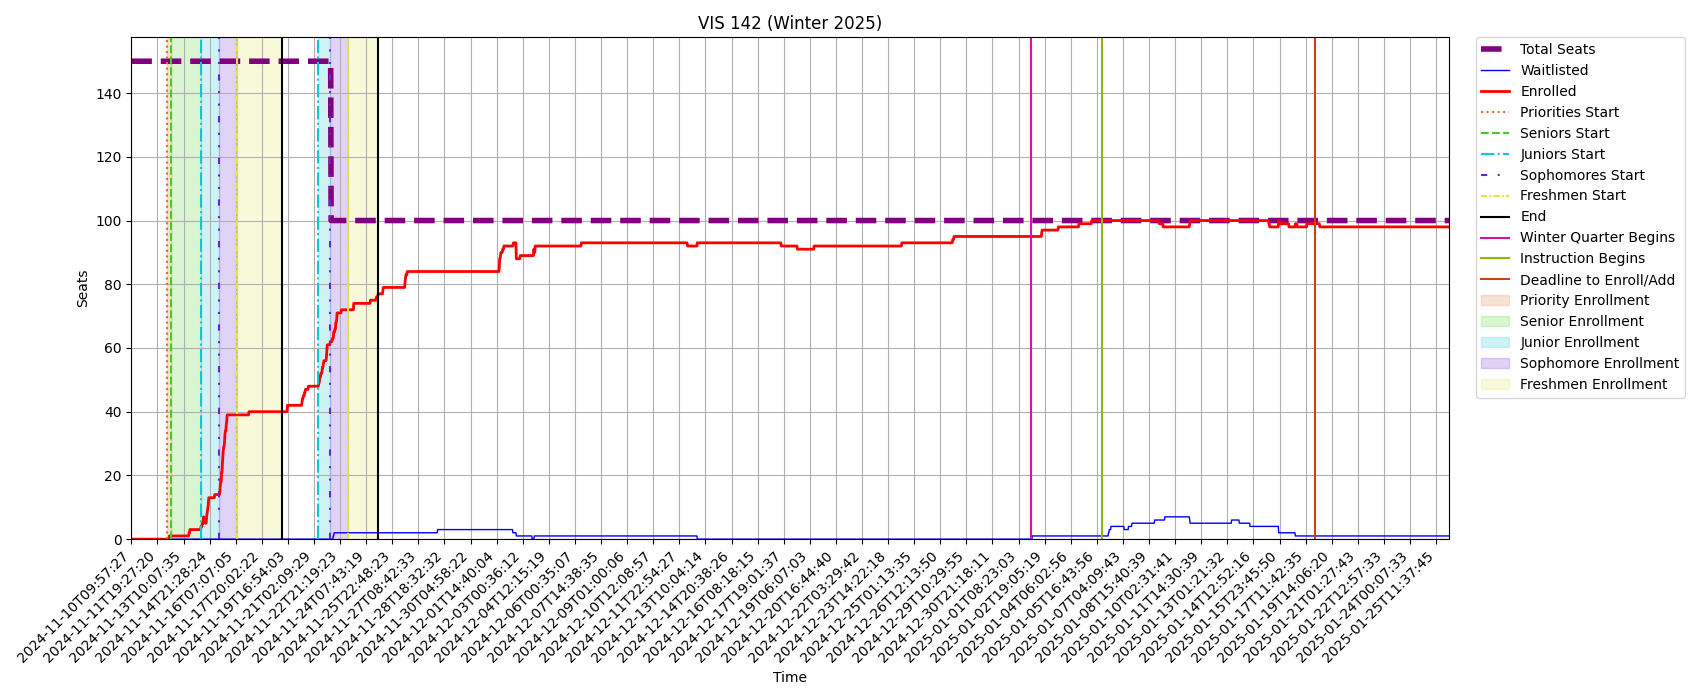 VIS 142 (Winter 2025)
Seats
140
120
100
80
60
40
20
0
2024-11-10T09:57:27
2024-11-11T19:27:20
2024-11-13T10:07:35
2024-11-14T21:28:24
2024-11-16T07:07:05
2024-11-17T20:02:22
2024-11-19T16:54:03
2024-11-21T02:09:29
2024-11-22T21:19:23
2024-11-24T07:43:19
2024-11-25T22:48:23
2024-11-27T08:42:33
2024-11-28T18:32:32
2024-11-30T04:58:22
2024-12-01T14:40:04
2024-12-03T00:36:12
2024-12-04T12:15:19
2024-12-06T00:35:07
2024-12-07T14:38:35
2024-12-09T01:00:06
2024-12-10T12:08:57
2024-12-11T22:54:27
2024-12-13T10:04:14
2024-12-14T20:38:26
2024-12-16T08:18:15
2024-12-17T19:01:37
2024-12-19T06:07:03
2024-12-20T16:44:40
2024-12-22T03:29:42
2024-12-23T14:22:18
2024-12-25T01:13:35
2024-12-26T12:13:50
2024-12-29T10:29:55
2024-12-30T21:18:11
2025-01-01T08:23:03
2025-01-02T19:05:19
2025-01-04T06:02:56
2025-01-05T16:43:56
2025-01-07T04:09:43
2025-01-08T15:40:39
2025-01-10T02:31:41
2025-01-11T14:30:39
2025-01-13T01:21:32
2025-01-14T12:52:16
2025-01-15T23:45:50
2025-01-17T11:42:35
2025-01-19T14:06:20
2025-01-21T01:27:43
2025-01-22T12:57:33
2025-01-24T00:07:33
2025-01-25T11:37:45
Time
Total Seats
Waitlisted
Enrolled
Priorities Start
Seniors Start
Juniors Start
Sophomores Start
Freshmen Start
End
Winter Quarter Begins
Instruction Begins
Deadline to Enroll/Add
Priority Enrollment
Senior Enrollment
Junior Enrollment
Sophomore Enrollment
Freshmen Enrollment